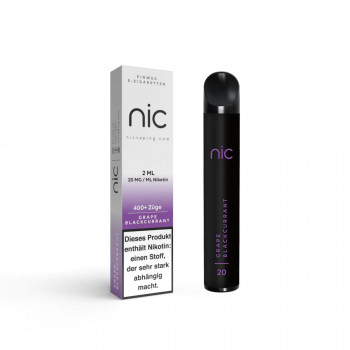 EINWEG
E-ZIGARETTEN
nic
nicvaping.com
2 ML
20 MG / ML Nikotin
400+ Züge
GRAPE
BLACKCURRANT
Dieses Produkt
enthält Nikotin:
einen Stoff,
der sehr stark
abhängig macht.
nic
nic
GRAPE
BLACKCURRANT
20